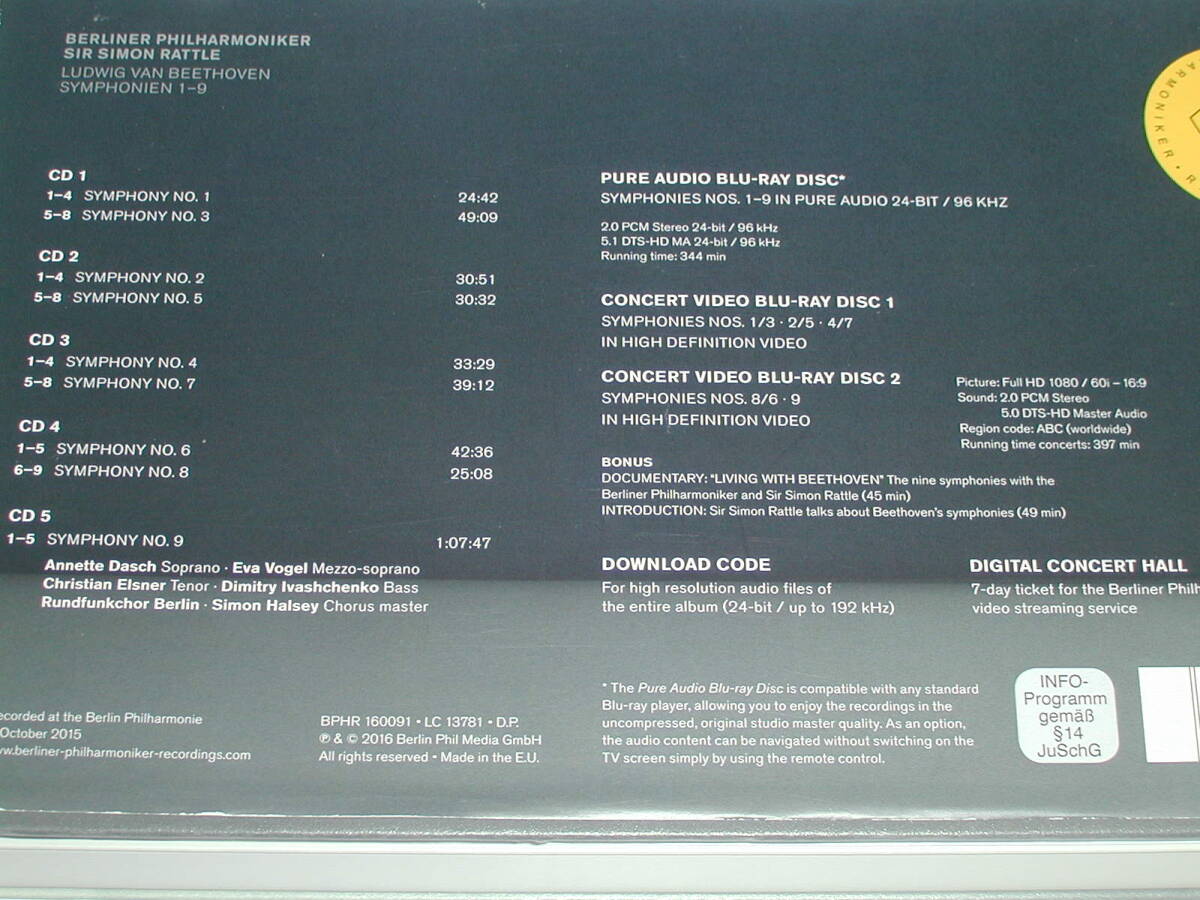 BERLINER PHILHARMONIKER
SIR SIMON RATTLE
LUDWIG VAN BEETHOVEN
SYMPHONIEN 1–9
CD 1
1–4 SYMPHONY NO. 1 24:42
5–8 SYMPHONY NO. 3 49:09
CD 2
1–4 SYMPHONY NO. 2 30:51
5–8 SYMPHONY NO. 5 30:32
CD 3
1–4 SYMPHONY NO. 4 33:29
5–8 SYMPHONY NO. 7 39:12
CD 4
1–5 SYMPHONY NO. 6 42:36
6–9 SYMPHONY NO. 8 25:08
CD 5
1–5 SYMPHONY NO. 9 1:07:47
Annette Dasch Soprano · Eva Vogel Mezzo-soprano
Christian Elsner Tenor · Dimitry Ivashchenko Bass
Rundfunkchor Berlin · Simon Halsey Chorus master
ecorded at the Berlin Philharmonie
October 2015
w.berliner-philharmoniker-recordings.com
BPHR 160091 • LC 13781 • D.P.
℗ & © 2016 Berlin Phil Media GmbH
All rights reserved • Made in the E.U.
PURE AUDIO BLU-RAY DISC*
SYMPHONIES NOS. 1–9 IN PURE AUDIO 24-BIT / 96 KHZ
2.0 PCM Stereo 24-bit / 96 kHz
5.1 DTS-HD MA 24-bit / 96 kHz
Running time: 344 min
CONCERT VIDEO BLU-RAY DISC 1
SYMPHONIES NOS. 1/3 · 2/5 · 4/7
IN HIGH DEFINITION VIDEO
CONCERT VIDEO BLU-RAY DISC 2
SYMPHONIES NOS. 8/6 · 9
IN HIGH DEFINITION VIDEO
Picture: Full HD 1080 / 60i – 16:9
Sound: 2.0 PCM Stereo
5.0 DTS-HD Master Audio
Region code: ABC (worldwide)
Running time concerts: 397 min
BONUS
DOCUMENTARY: "LIVING WITH BEETHOVEN" The nine symphonies with the
Berliner Philharmoniker and Sir Simon Rattle (45 min)
INTRODUCTION: Sir Simon Rattle talks about Beethoven's symphonies (49 min)
DOWNLOAD CODE
For high resolution audio files of
the entire album (24-bit / up to 192 kHz)
DIGITAL CONCERT HALL
7-day ticket for the Berliner Philh
video streaming service
* The Pure Audio Blu-ray Disc is compatible with any standard
Blu-ray player, allowing you to enjoy the recordings in the
uncompressed, original studio master quality. As an option,
the audio content can be navigated without switching on the
TV screen simply by using the remote control.
INFO-
Programm
gemäß
§14
JuSchG
ARMONIKER · R